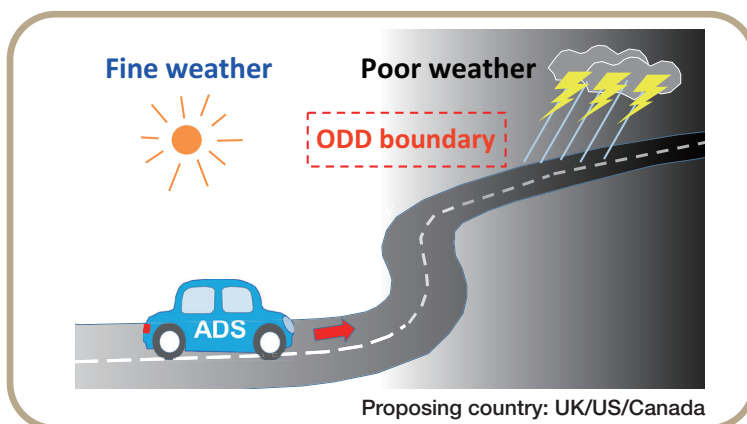 Fine weather
Poor weather
ODD boundary
ADS
Proposing country: UK/US/Canada